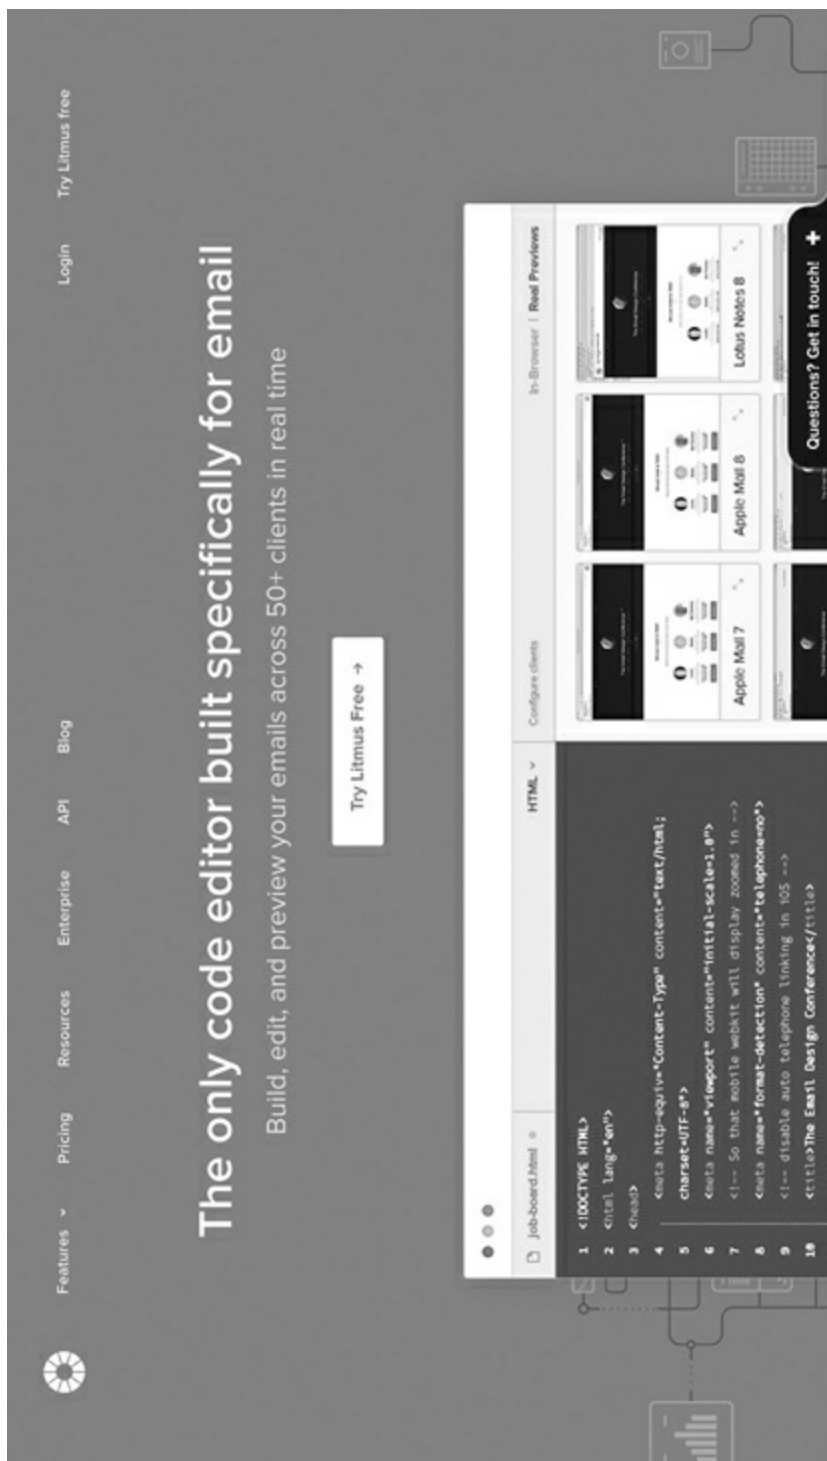 Features
Pricing
Resources
Enterprise
API
Blog
Login
Try Litmus free
The only code editor built specifically for email
Build, edit, and preview your emails across 50+ clients in real time
Try Litmus Free →
job-board.html
HTML
Configure clients
In-Browser | Real Previews
1 <!DOCTYPE HTML>
2 <html lang="en">
3 <head>
4 <meta http-equiv="Content-Type" content="text/html;
5 charset=UTF-8">
6 <meta name="viewport" content="initial-scale=1.0">
7 <!-- So that mobile webkit will display zoomed in -->
8 <meta name="format-detection" content="telephone=no">
9 <!-- disable auto telephone linking in iOS -->
10 <title>The Email Design Conference</title>
Apple Mail 7
Apple Mail 8
Lotus Notes 8
Questions? Get in touch! +